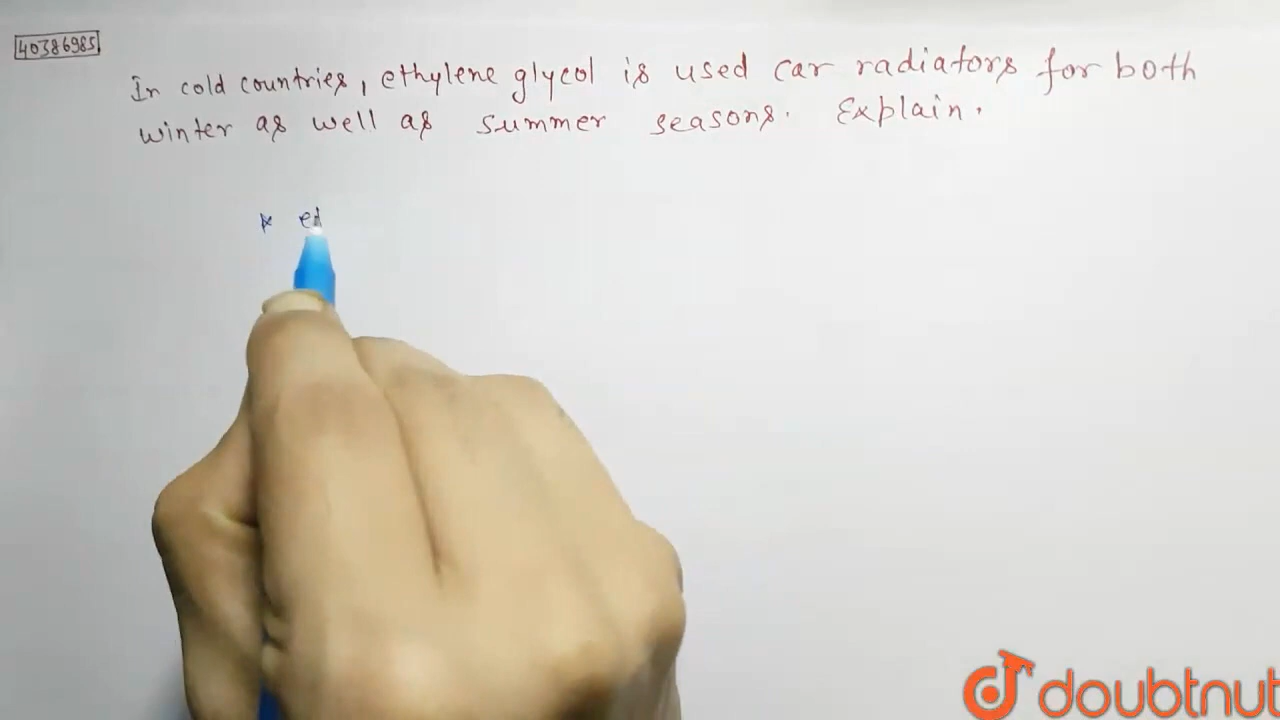 40386985
In cold countries, ethylene glycol is used car radiators for both
winter as well as summer seasons. Explain.
doubtnut